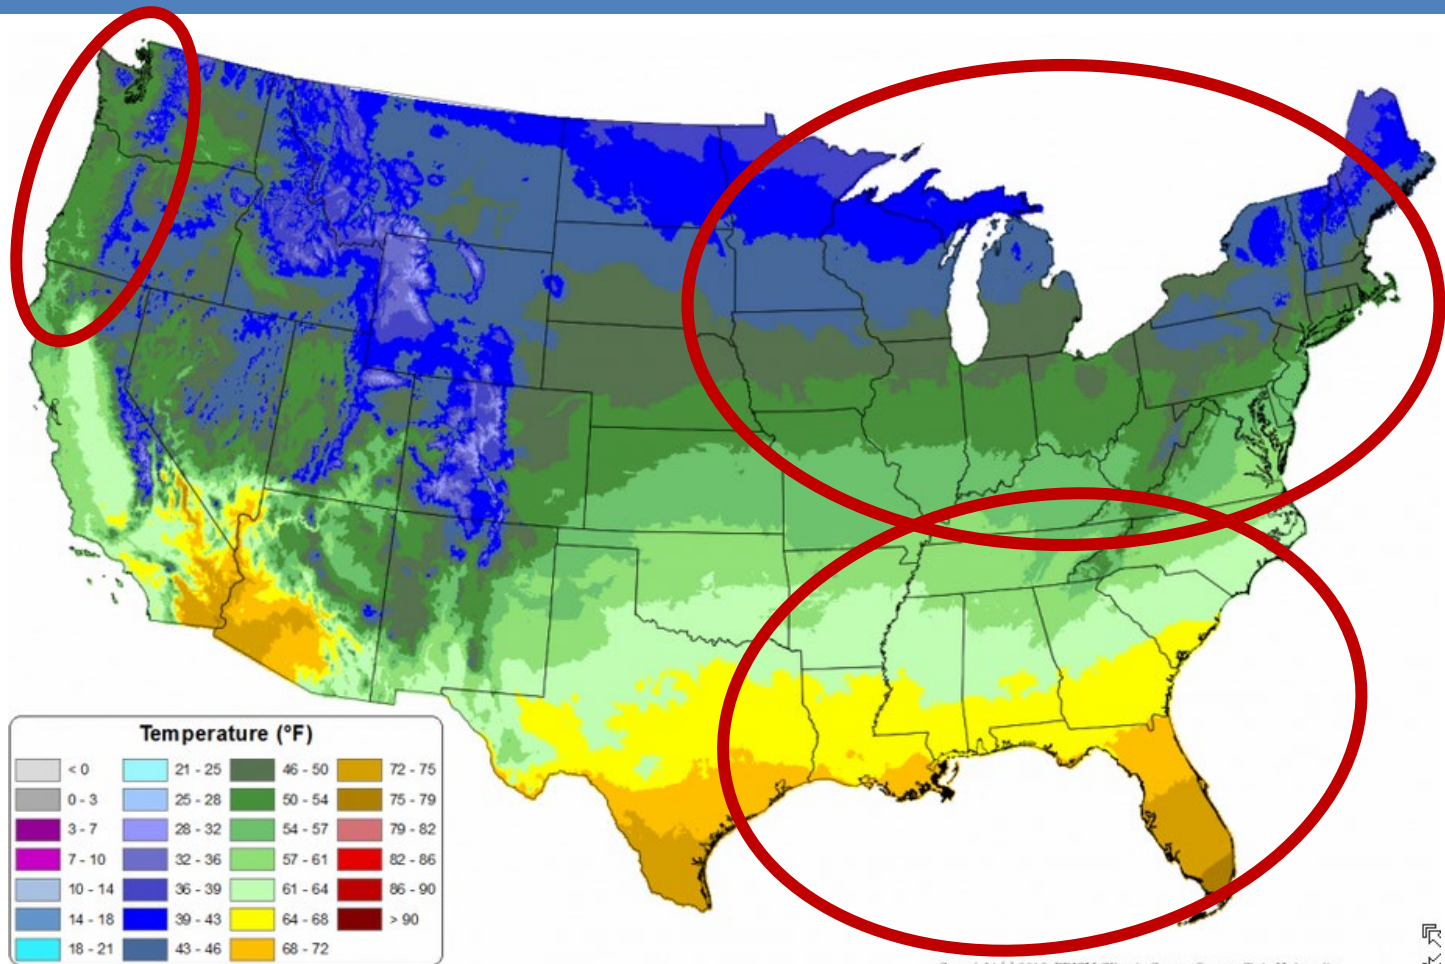 Temperature (°F)
< 0 21 - 25 46 - 50 72 - 75
0 - 3 25 - 28 50 - 54 75 - 79
3 - 7 28 - 32 54 - 57 79 - 82
7 - 10 32 - 36 57 - 61 82 - 86
10 - 14 36 - 39 61 - 64 86 - 90
14 - 18 39 - 43 64 - 68 > 90
18 - 21 43 - 46 68 - 72